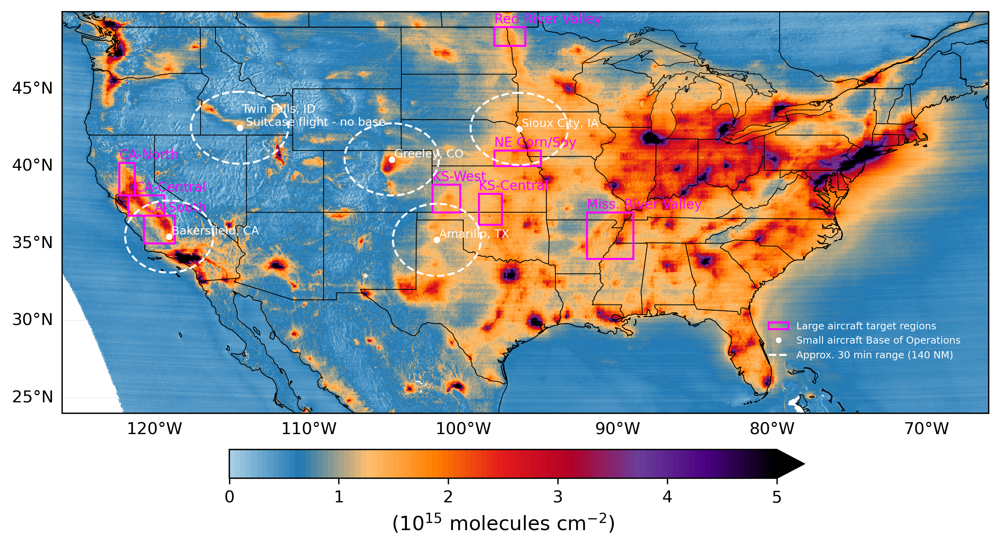 Red River Valley
45°N
Twin Falls, ID
Suitcase flight - no base
Sioux City, IA
NE Corn/Soy
Greeley, CO
CA-North
40°N
KS-West
CA-Central
KS-Central
CA-South
Miss. River Valley
Bakersfield, CA
Amarillo, TX
35°N
30°N
Large aircraft target regions
Small aircraft Base of Operations
Approx. 30 min range (140 NM)
25°N
120°W 110°W 100°W 90°W 80°W 70°W
0 1 2 3 4 5
(10¹⁵ molecules cm⁻²)